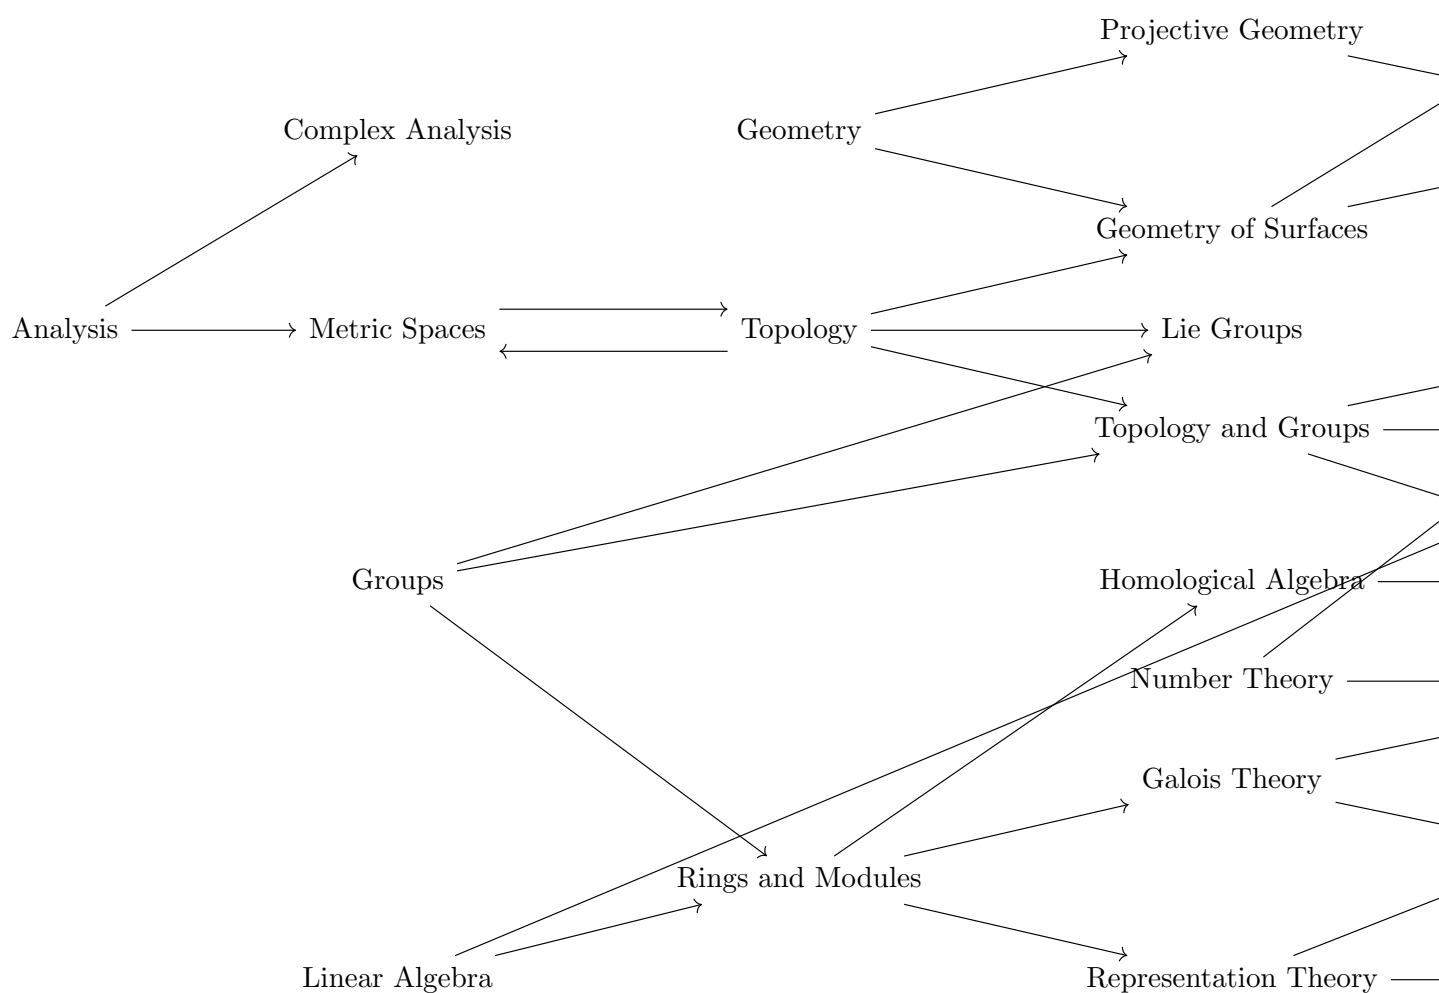 Projective Geometry
Complex Analysis
Geometry
Geometry of Surfaces
Analysis
Metric Spaces
Topology
Lie Groups
Topology and Groups
Groups
Homological Algebra
Number Theory
Galois Theory
Rings and Modules
Linear Algebra
Representation Theory